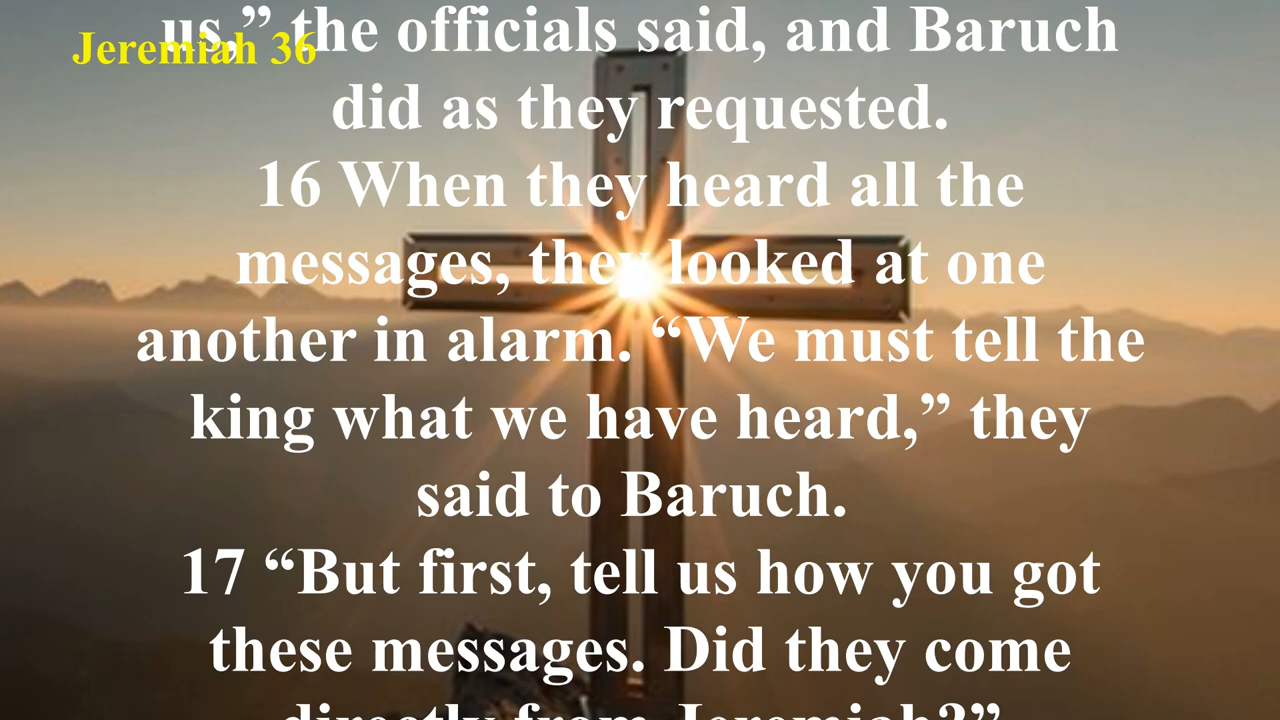 Jeremiah 36
us,” the officials said, and Baruch
did as they requested.
16 When they heard all the
messages, they looked at one
another in alarm. “We must tell the
king what we have heard,” they
said to Baruch.
17 “But first, tell us how you got
these messages. Did they come
directly from Jeremiah?”